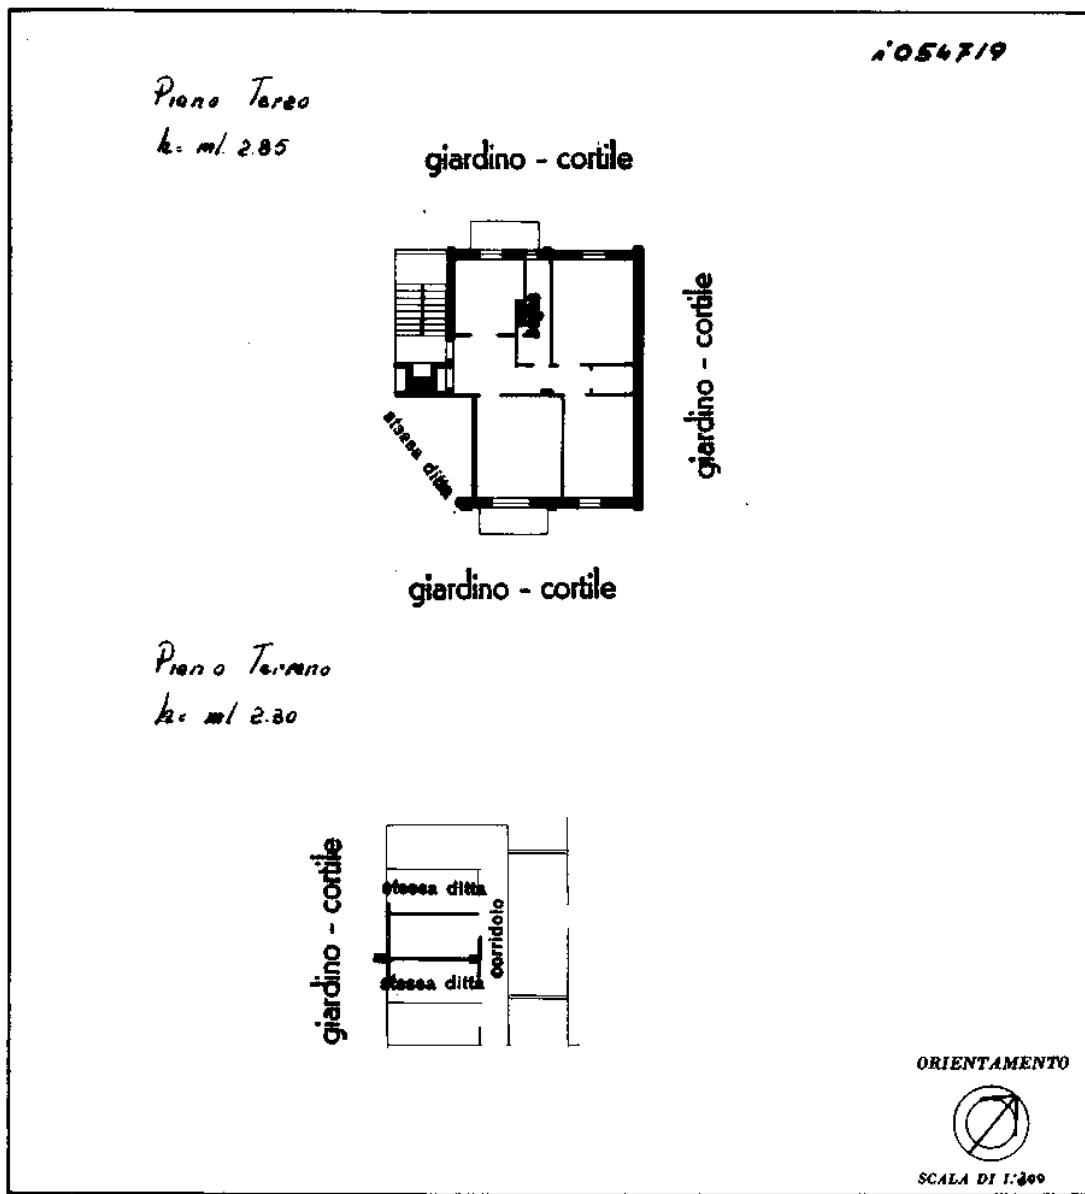 n°054719
Piano Terzo
h= ml. 2.85
giardino - cortile
giardino - cortile
bagno
stessa ditta
giardino - cortile
Piano Terreno
h= ml 2.30
giardino - cortile
stessa ditta
corridoio
stessa ditta
ORIENTAMENTO
SCALA DI 1:200